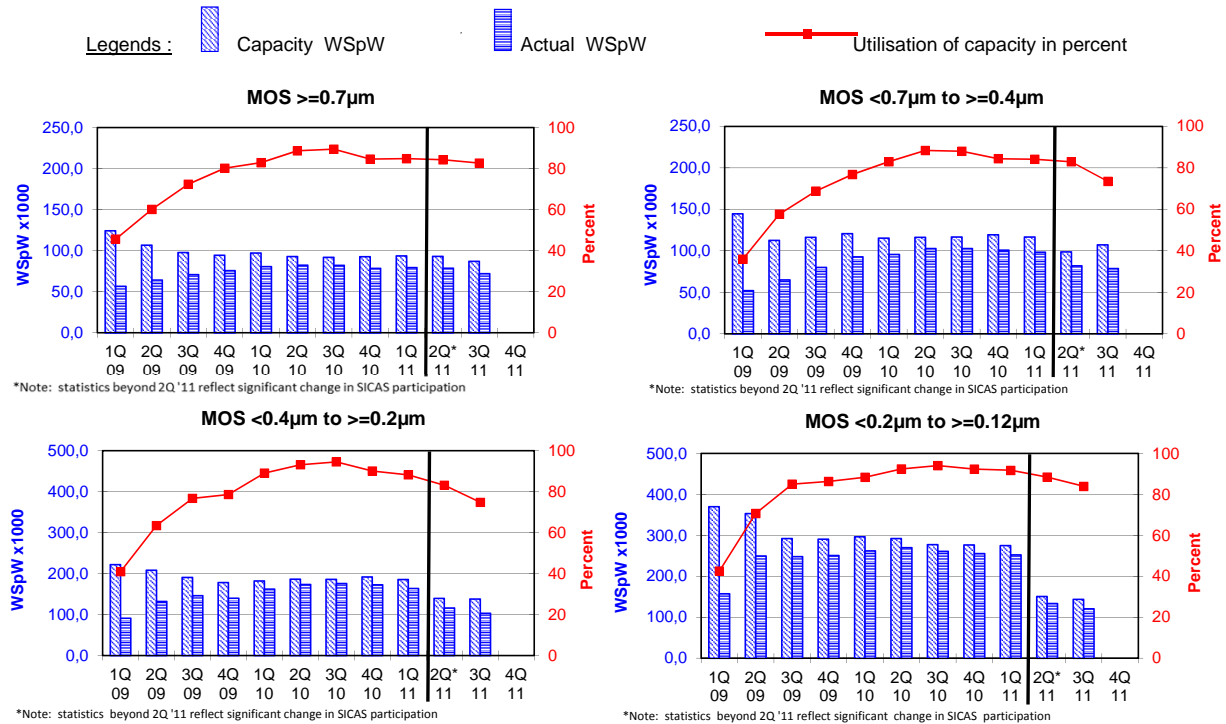 Legends : Capacity WSpW Actual WSpW Utilisation of capacity in percent
MOS >=0.7µm
WSpW x1000
250,0
200,0
150,0
100,0
50,0
0,0
100
80
60
40
20
0
Percent
1Q 2Q 3Q 4Q 1Q 2Q 3Q 4Q 1Q 2Q* 3Q 4Q
09 09 09 09 10 10 10 10 11 11 11 11
*Note: statistics beyond 2Q '11 reflect significant change in SICAS participation
MOS <0.7µm to >=0.4µm
WSpW x1000
250,0
200,0
150,0
100,0
50,0
0,0
100
80
60
40
20
0
Percent
1Q 2Q 3Q 4Q 1Q 2Q 3Q 4Q 1Q 2Q* 3Q 4Q
09 09 09 09 10 10 10 10 11 11 11 11
*Note: statistics beyond 2Q '11 reflect significant change in SICAS participation
MOS <0.4µm to >=0.2µm
WSpW x1000
500,0
400,0
300,0
200,0
100,0
0,0
100
80
60
40
20
0
Percent
1Q 2Q 3Q 4Q 1Q 2Q 3Q 4Q 1Q 2Q* 3Q 4Q
09 09 09 09 10 10 10 10 11 11 11 11
*Note: statistics beyond 2Q '11 reflect significant change in SICAS participation
MOS <0.2µm to >=0.12µm
WSpW x1000
500,0
400,0
300,0
200,0
100,0
0,0
100
80
60
40
20
0
Percent
1Q 2Q 3Q 4Q 1Q 2Q 3Q 4Q 1Q 2Q* 3Q 4Q
09 09 09 09 10 10 10 10 11 11 11 11
*Note: statistics beyond 2Q '11 reflect significant change in SICAS participation